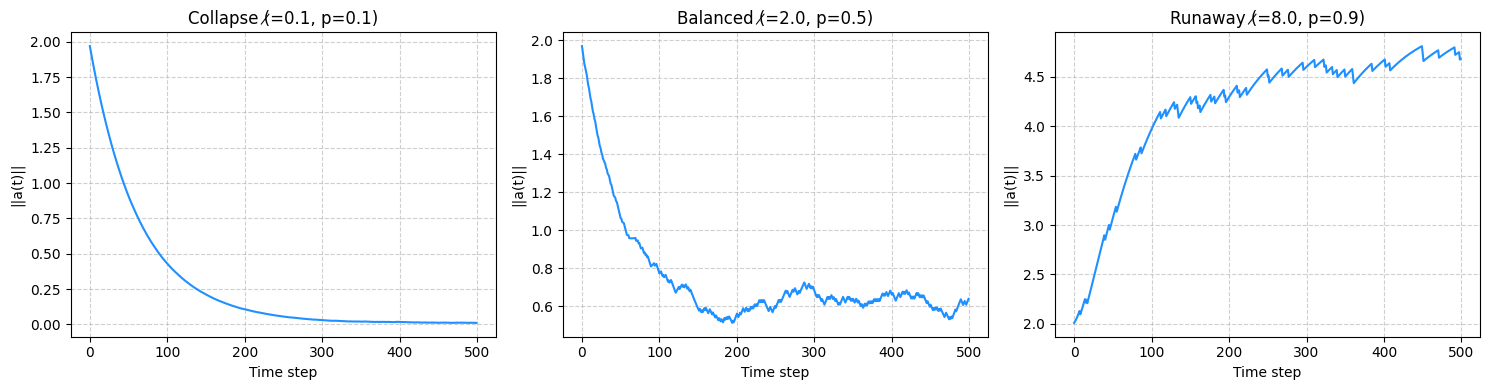 Collapse (=0.1, p=0.1)
||a(t)||
2.00
1.75
1.50
1.25
1.00
0.75
0.50
0.25
0.00
0 100 200 300 400 500
Time step
Balanced (=2.0, p=0.5)
||a(t)||
2.0
1.8
1.6
1.4
1.2
1.0
0.8
0.6
0 100 200 300 400 500
Time step
Runaway (=8.0, p=0.9)
||a(t)||
4.5
4.0
3.5
3.0
2.5
2.0
0 100 200 300 400 500
Time step